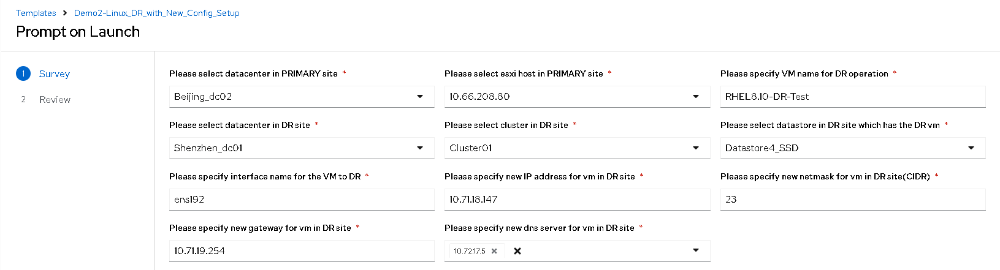 Templates > Demo2-Linux_DR_with_New_Config_Setup
Prompt on Launch
1 Survey
2 Review
Please select datacenter in PRIMARY site *
Beijing_dc02
Please select esxi host in PRIMARY site *
10.66.208.80
Please specify VM name for DR operation *
RHEL8.10-DR-Test
Please select datacenter in DR site *
Shenzhen_dc01
Please select cluster in DR site *
Cluster01
Please select datastore in DR site which has the DR vm *
Datastore4_SSD
Please specify interface name for the VM to DR *
ens192
Please specify new IP address for vm in DR site *
10.71.18.147
Please specify new netmask for vm in DR site(CIDR) *
23
Please specify new gateway for vm in DR site *
10.71.19.254
Please specify new dns server for vm in DR site *
10.72.17.5